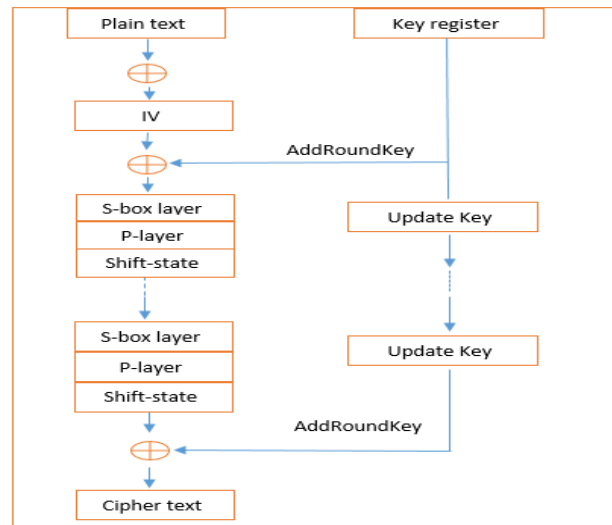 Plain text
Key register
IV
AddRoundKey
S-box layer
P-layer
Shift-state
Update Key
S-box layer
P-layer
Shift-state
Update Key
AddRoundKey
Cipher text